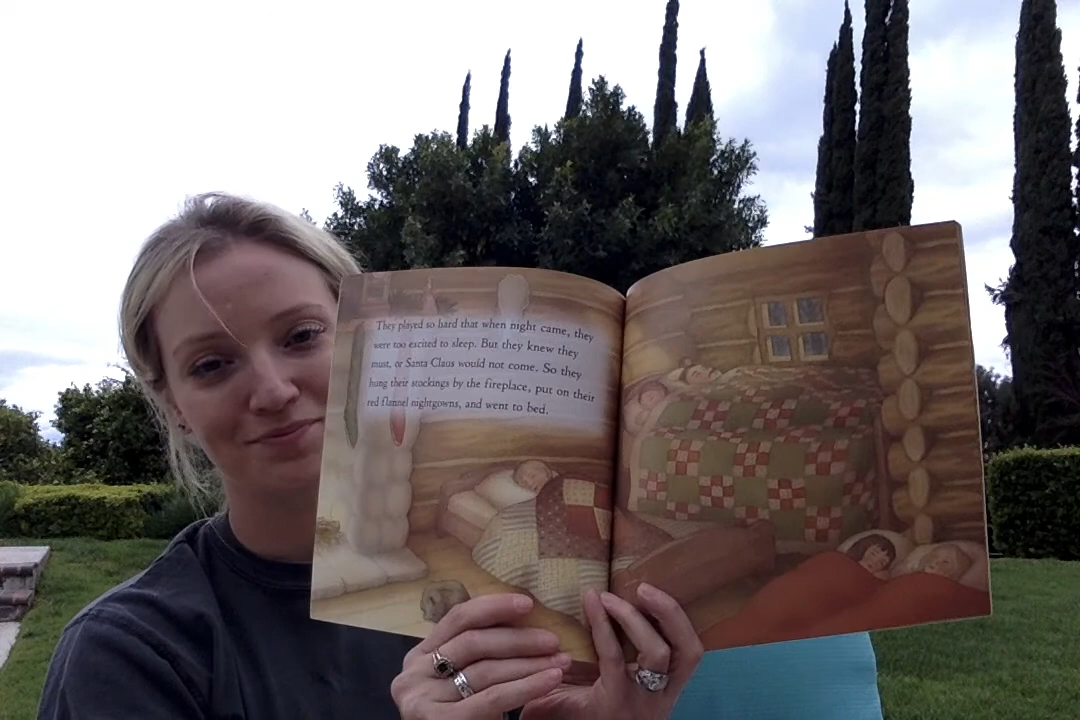 They played so hard that when night came, they
were too excited to sleep. But they knew they
must, or Santa Claus would not come. So they
hung their stockings by the fireplace, put on their
red flannel nightgowns, and went to bed.